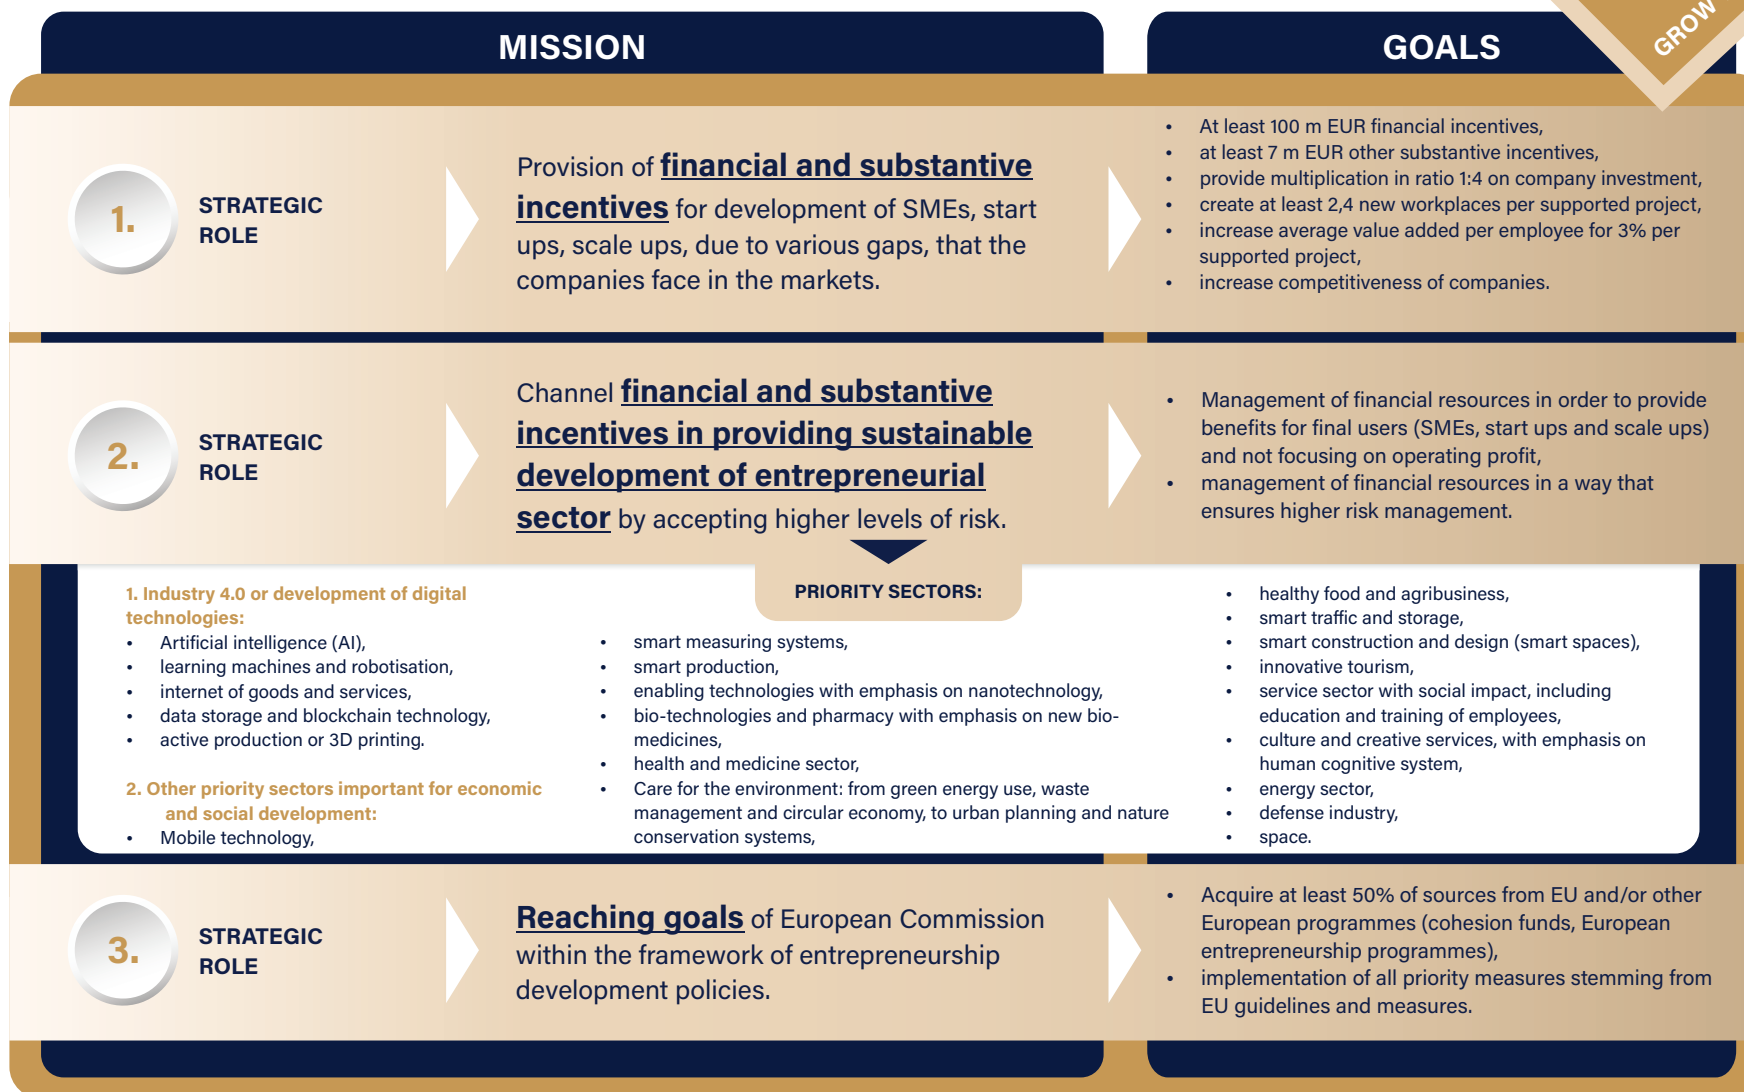 MISSION
GOALS
GROW
1.
STRATEGIC
ROLE
Provision of financial and substantive
incentives for development of SMEs, start
ups, scale ups, due to various gaps, that the
companies face in the markets.
• At least 100 m EUR financial incentives,
• at least 7 m EUR other substantive incentives,
• provide multiplication in ratio 1:4 on company investment,
• create at least 2,4 new workplaces per supported project,
• increase average value added per employee for 3% per
supported project,
• increase competitiveness of companies.
2.
STRATEGIC
ROLE
Channel financial and substantive
incentives in providing sustainable
development of entrepreneurial
sector by accepting higher levels of risk.
• Management of financial resources in order to provide
benefits for final users (SMEs, start ups and scale ups)
and not focusing on operating profit,
• management of financial resources in a way that
ensures higher risk management.
PRIORITY SECTORS:
1. Industry 4.0 or development of digital
technologies:
• Artificial intelligence (AI),
• learning machines and robotisation,
• internet of goods and services,
• data storage and blockchain technology,
• active production or 3D printing.
2. Other priority sectors important for economic
and social development:
• Mobile technology,
• smart measuring systems,
• smart production,
• enabling technologies with emphasis on nanotechnology,
• bio-technologies and pharmacy with emphasis on new bio-
medicines,
• health and medicine sector,
• Care for the environment: from green energy use, waste
management and circular economy, to urban planning and nature
conservation systems,
• healthy food and agribusiness,
• smart traffic and storage,
• smart construction and design (smart spaces),
• innovative tourism,
• service sector with social impact, including
education and training of employees,
• culture and creative services, with emphasis on
human cognitive system,
• energy sector,
• defense industry,
• space.
3.
STRATEGIC
ROLE
Reaching goals of European Commission
within the framework of entrepreneurship
development policies.
• Acquire at least 50% of sources from EU and/or other
European programmes (cohesion funds, European
entrepreneurship programmes),
• implementation of all priority measures stemming from
EU guidelines and measures.